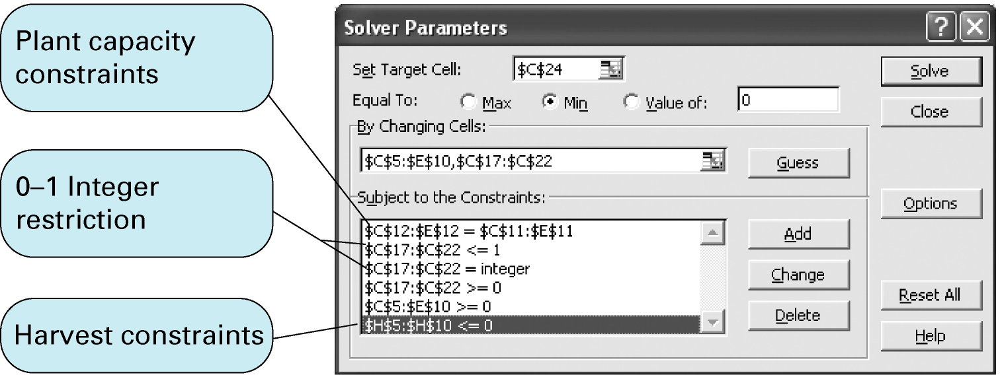 Plant capacity
constraints
0–1 Integer
restriction
Harvest constraints
Solver Parameters
Set Target Cell: $C$24
Equal To: Max Min Value of: 0
By Changing Cells:
$C$5:$E$10,$C$17:$C$22
Guess
Subject to the Constraints:
$C$12:$E$12 = $C$11:$E$11
$C$17:$C$22 <= 1
$C$17:$C$22 = integer
$C$17:$C$22 >= 0
$C$5:$E$10 >= 0
$H$5:$H$10 <= 0
Add
Change
Delete
?
Solve
Close
Options
Reset All
Help